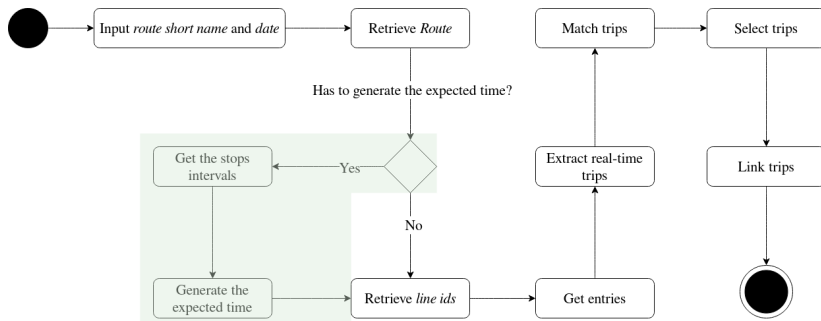 Input route short name and date
Retrieve Route
Match trips
Select trips
Has to generate the expected time?
Get the stops
intervals
Yes
Extract real-time
trips
Link trips
No
Generate the
expected time
Retrieve line ids
Get entries